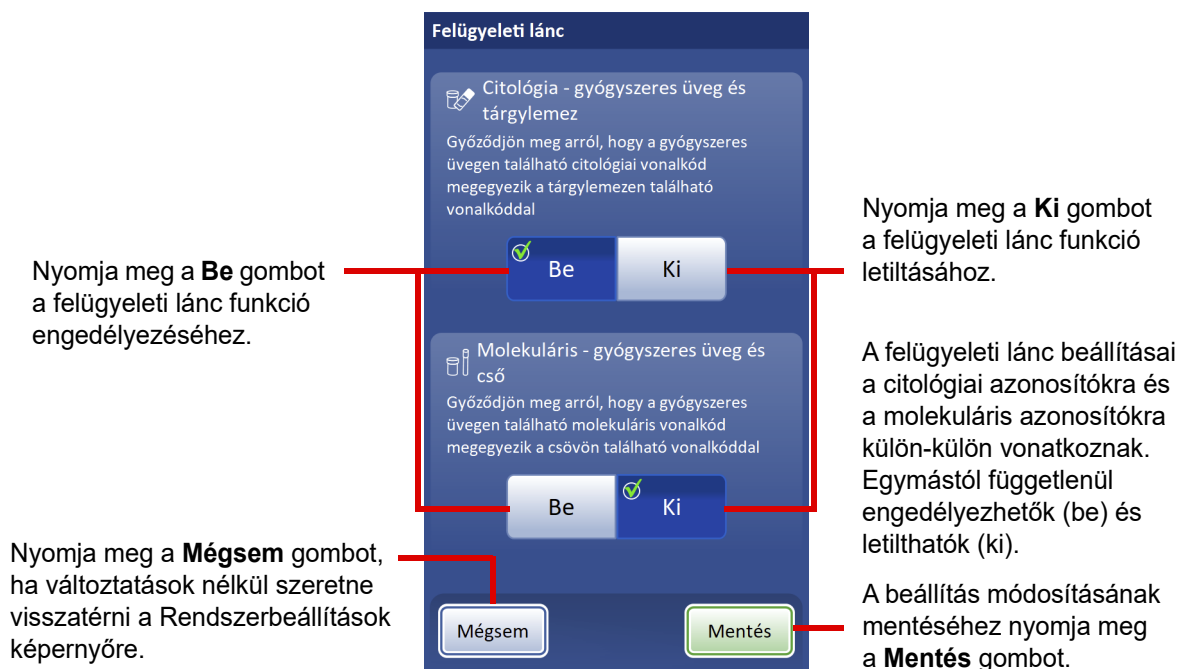 Felügyeleti lánc
Citológia - gyógyszeres üveg és
tárgylemez
Győződjön meg arról, hogy a gyógyszeres
üvegen található citológiai vonalkód
megegyezik a tárgylemezen található
vonalkóddal
Be
Ki
Molekuláris - gyógyszeres üveg és
cső
Győződjön meg arról, hogy a gyógyszeres
üvegen található molekuláris vonalkód
megegyezik a csövön található vonalkóddal
Be
Ki
Mégsem
Mentés
Nyomja meg a Be gombot
a felügyeleti lánc funkció
engedélyezéséhez.
Nyomja meg a Mégsem gombot,
ha változtatások nélkül szeretne
visszatérni a Rendszerbeállítások
képernyőre.
Nyomja meg a Ki gombot
a felügyeleti lánc funkció
letiltásához.
A felügyeleti lánc beállításai
a citológiai azonosítókra és
a molekuláris azonosítókra
külön-külön vonatkoznak.
Egymástól függetlenül
engedélyezhetők (be) és
letilthatók (ki).
A beállítás módosításának
mentéséhez nyomja meg
a Mentés gombot.